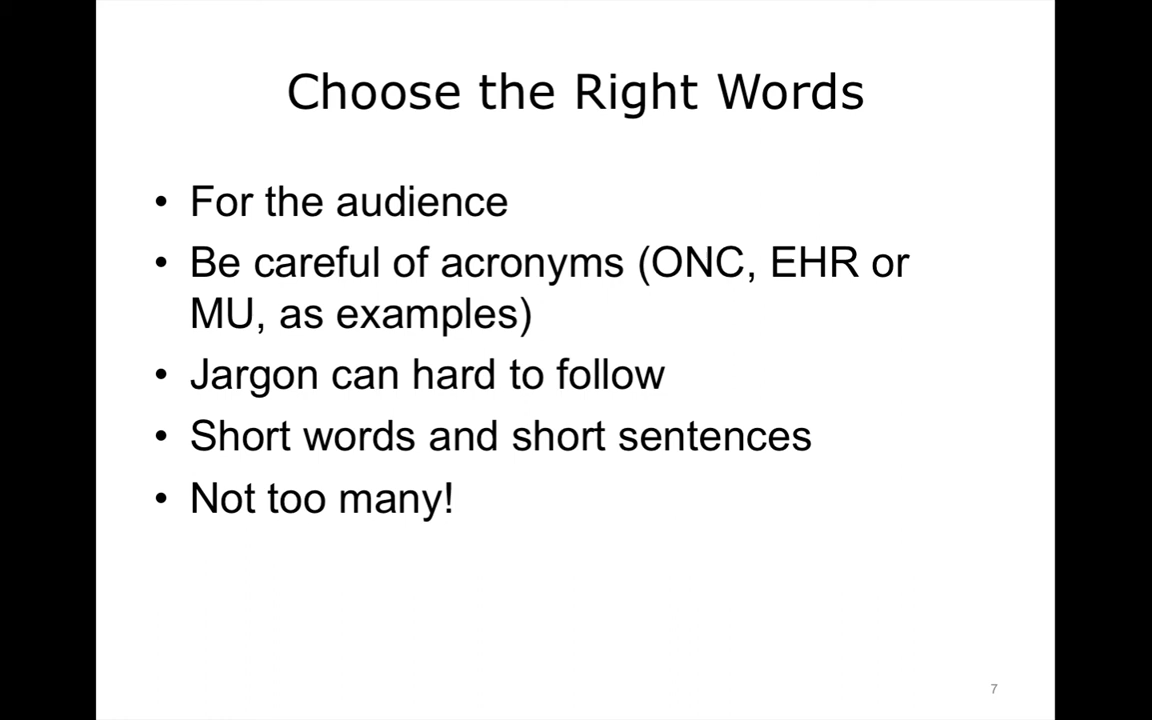 Choose the Right Words
• For the audience
• Be careful of acronyms (ONC, EHR or
MU, as examples)
• Jargon can hard to follow
• Short words and short sentences
• Not too many!
7